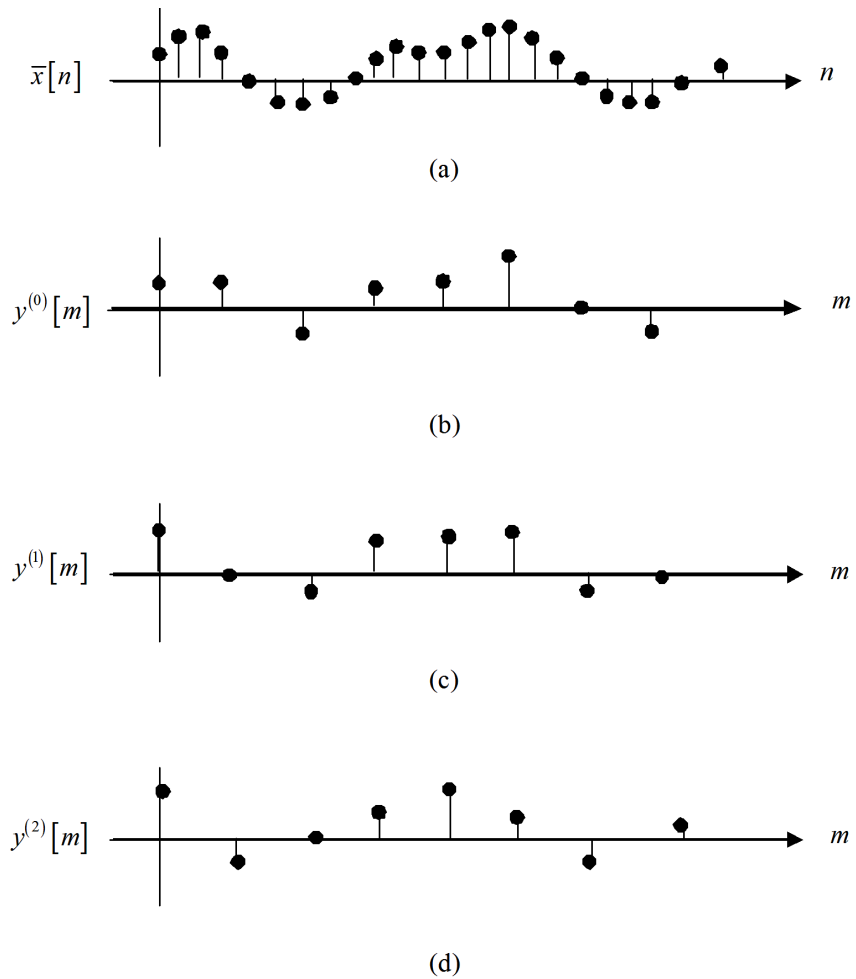 x̅[n] n
(a)
y⁽⁰⁾[m] m
(b)
y⁽¹⁾[m] m
(c)
y⁽²⁾[m] m
(d)